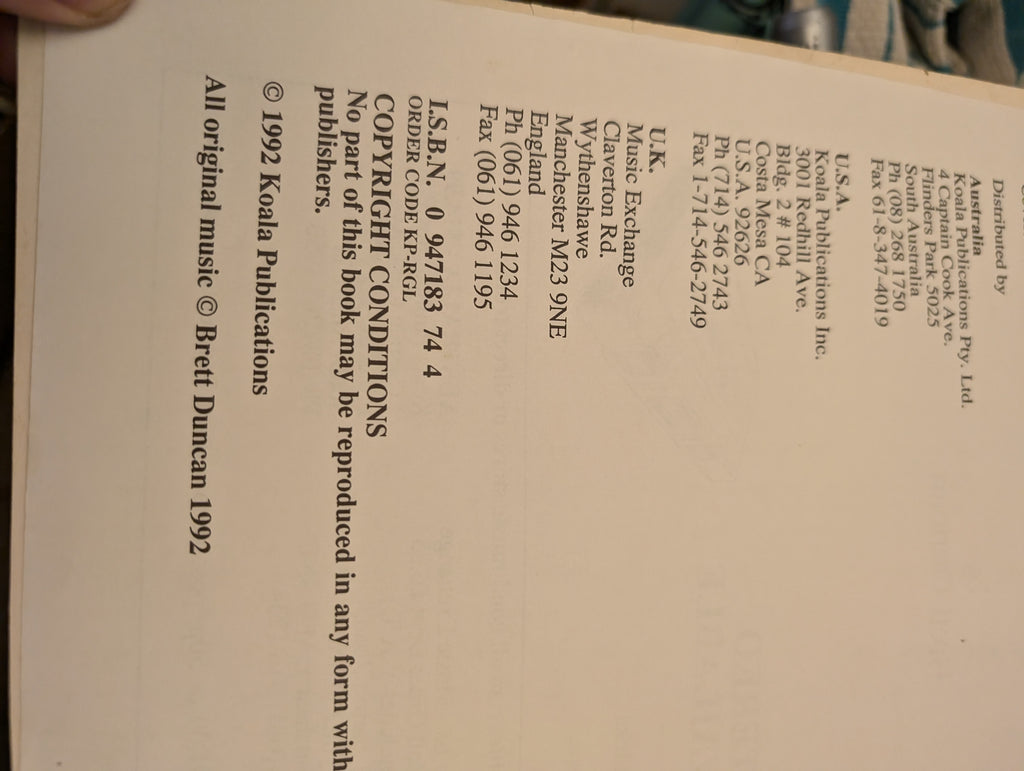 Distributed by
Australia
Koala Publications Pty. Ltd.
4 Captain Cook Ave.
Flinders Park 5025
South Australia
Ph (08) 268 1750
Fax 61-8-347-4019
U.S.A.
Koala Publications Inc.
3001 Redhill Ave.
Bldg. 2 # 104
Costa Mesa CA
U.S.A. 92626
Ph (714) 546 2743
Fax 1-714-546-2749
U.K.
Music Exchange
Claverton Rd.
Wythenshawe
Manchester M23 9NE
England
Ph (061) 946 1234
Fax (061) 946 1195
I.S.B.N. 0 947183 74 4
ORDER CODE KP-RGL
COPYRIGHT CONDITIONS
No part of this book may be reproduced in any form with
publishers.
© 1992 Koala Publications
All original music © Brett Duncan 1992